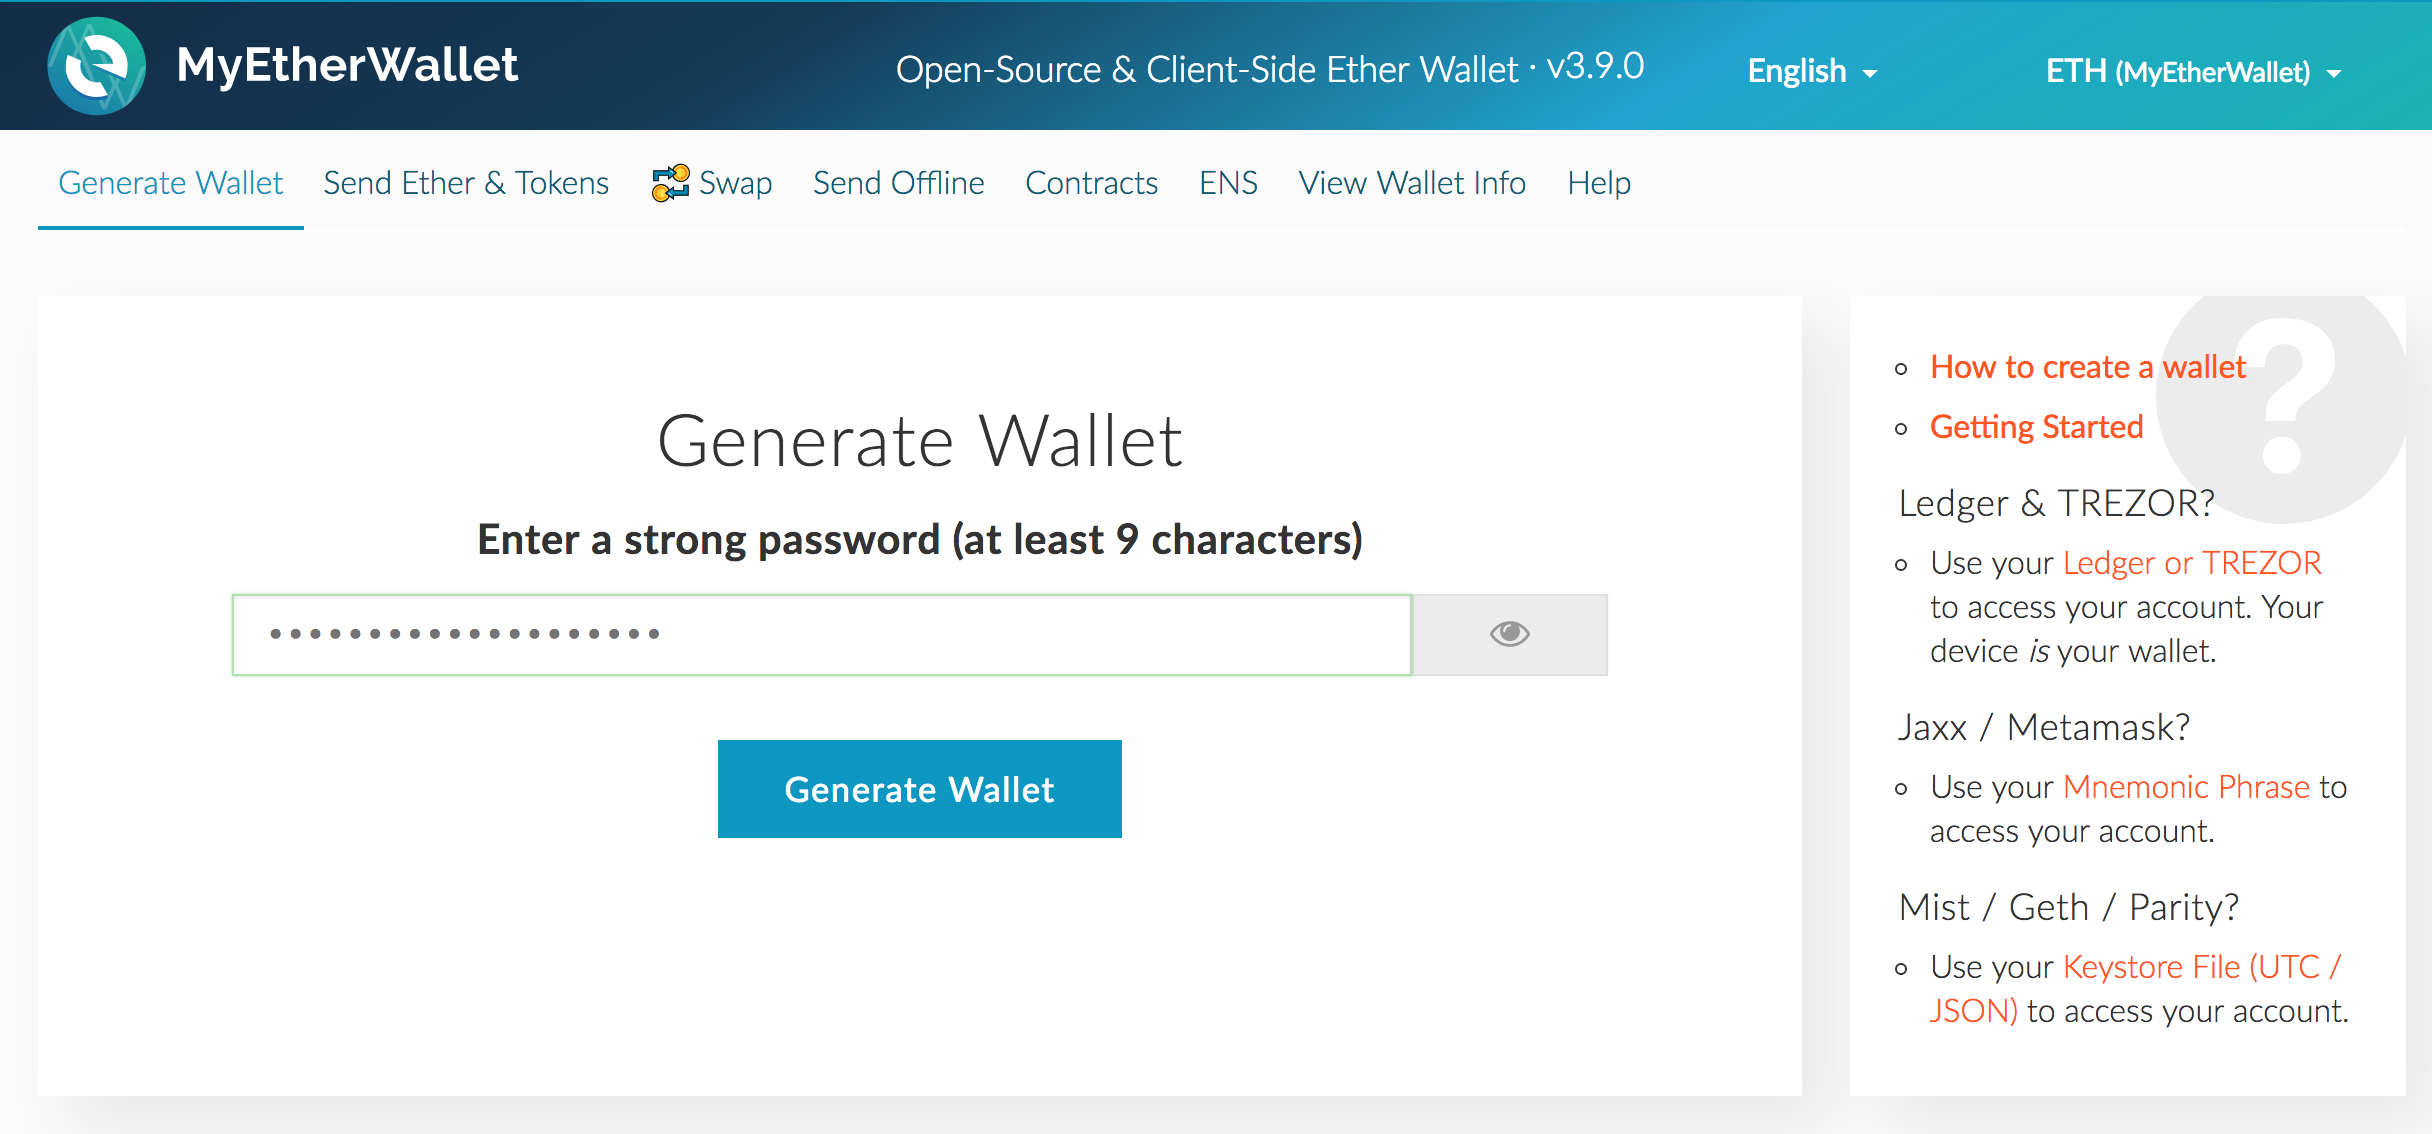 MyEtherWallet
Open-Source & Client-Side Ether Wallet · v3.9.0
English
ETH (MyEtherWallet)
Generate Wallet
Send Ether & Tokens
Swap
Send Offline
Contracts
ENS
View Wallet Info
Help
Generate Wallet
Enter a strong password (at least 9 characters)
••••••••••••••••••••
Generate Wallet
?
How to create a wallet
Getting Started
Ledger & TREZOR?
Use your Ledger or TREZOR
to access your account. Your
device is your wallet.
Jaxx / Metamask?
Use your Mnemonic Phrase to
access your account.
Mist / Geth / Parity?
Use your Keystore File (UTC /
JSON) to access your account.